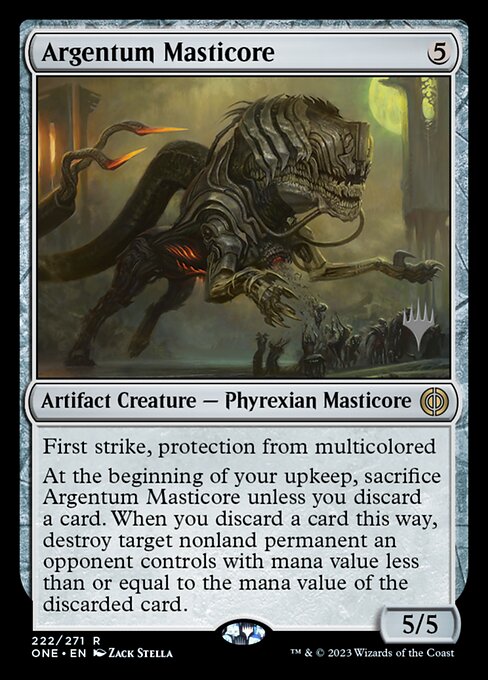 Argentum Masticore 5
Artifact Creature — Phyrexian Masticore
First strike, protection from multicolored
At the beginning of your upkeep, sacrifice
Argentum Masticore unless you discard
a card. When you discard a card this way,
destroy target nonland permanent an
opponent controls with mana value less
than or equal to the mana value of the
discarded card.
5/5
222/271 R
ONE • EN Zack Stella
™ & © 2023 Wizards of the Coast